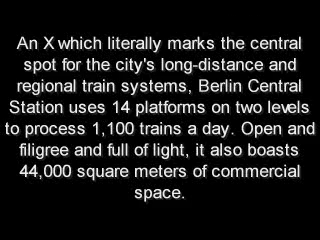 An X which literally marks the central
spot for the city's long-distance and
regional train systems, Berlin Central
Station uses 14 platforms on two levels
to process 1,100 trains a day. Open and
filigree and full of light, it also boasts
44,000 square meters of commercial
space.